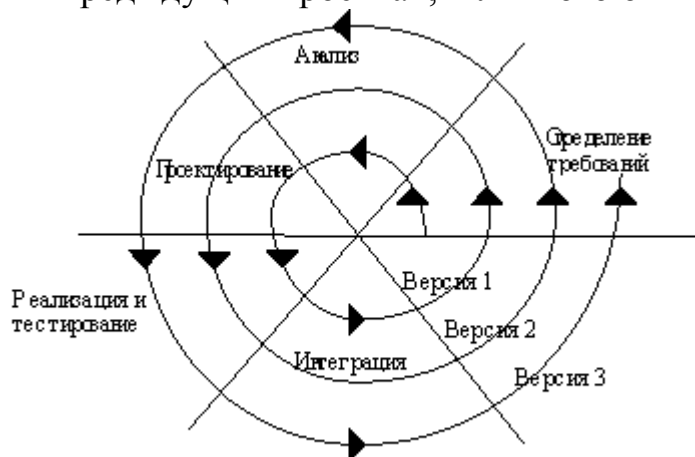 Анализ
Определение
требований
Проектирование
Версия 1
Реализация и
тестирование
Версия 2
Интеграция
Версия 3